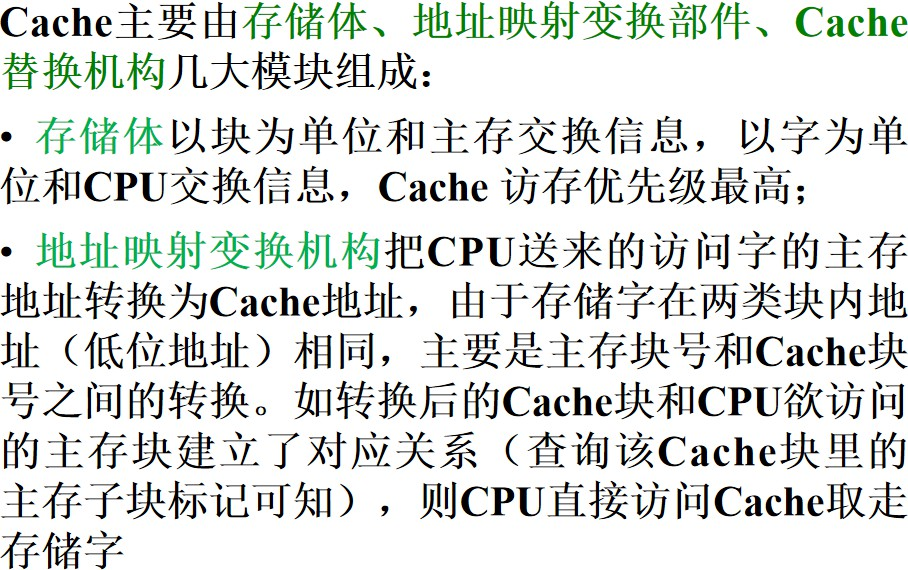 Cache主要由存储体、地址映射变换部件、Cache
替换机构几大模块组成：
• 存储体以块为单位和主存交换信息，以字为单
位和CPU交换信息，Cache 访存优先级最高；
• 地址映射变换机构把CPU送来的访问字的主存
地址转换为Cache地址，由于存储字在两类块内地
址（低位地址）相同，主要是主存块号和Cache块
号之间的转换。如转换后的Cache块和CPU欲访问
的主存块建立了对应关系（查询该Cache块里的
主存子块标记可知），则CPU直接访问Cache取走
存储字